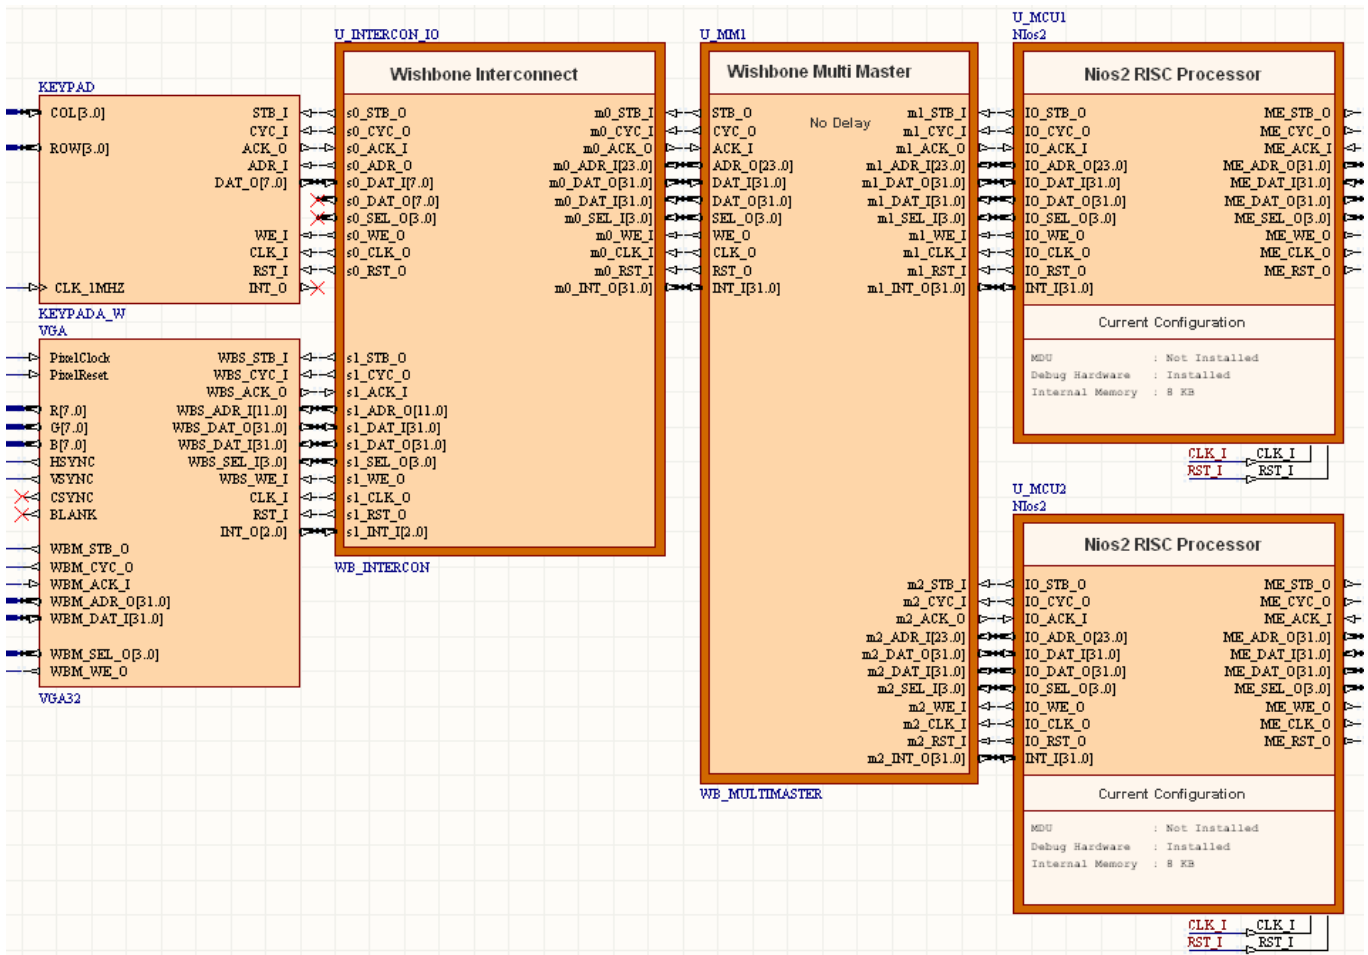 U_MCU1
U_INTERCON_IO
U_MM1
NIos2
Wishbone Interconnect
Wishbone Multi Master
Nios2 RISC Processor
KEYPAD
COL[3..0]
STB_I
s0_STB_O
m0_STB_I
STB_O
No Delay
m1_STB_I
IO_STB_O
ME_STB_O
CYC_I
s0_CYC_O
m0_CYC_I
CYC_O
m1_CYC_I
IO_CYC_O
ME_CYC_O
ROW[3..0]
ACK_O
s0_ACK_I
m0_ACK_O
ACK_I
m1_ACK_O
IO_ACK_I
ME_ACK_I
ADR_I
s0_ADR_O
m0_ADR_I[23..0]
ADR_O[23..0]
m1_ADR_I[23..0]
IO_ADR_O[23..0]
ME_ADR_O[31..0]
DAT_O[7..0]
s0_DAT_I[7..0]
m0_DAT_O[31..0]
DAT_I[31..0]
m1_DAT_O[31..0]
IO_DAT_I[31..0]
ME_DAT_I[31..0]
s0_DAT_O[7..0]
m0_DAT_I[31..0]
DAT_O[31..0]
m1_DAT_I[31..0]
IO_DAT_O[31..0]
ME_DAT_O[31..0]
s0_SEL_O[3..0]
m0_SEL_I[3..0]
SEL_O[3..0]
m1_SEL_I[3..0]
IO_SEL_O[3..0]
ME_SEL_O[3..0]
WE_I
s0_WE_O
m0_WE_I
WE_O
m1_WE_I
IO_WE_O
ME_WE_O
CLK_I
s0_CLK_O
m0_CLK_I
CLK_O
m1_CLK_I
IO_CLK_O
ME_CLK_O
RST_I
s0_RST_O
m0_RST_I
RST_O
m1_RST_I
IO_RST_O
ME_RST_O
CLK_1MHZ
INT_O
m0_INT_O[31..0]
INT_I[31..0]
m1_INT_O[31..0]
INT_I[31..0]
KEYPADA_W
VGA
Current Configuration
MDU : Not Installed
Debug Hardware : Installed
Internal Memory : 8 KB
PixelClock
WBS_STB_I
s1_STB_O
PixelReset
WBS_CYC_I
s1_CYC_O
WBS_ACK_O
s1_ACK_I
R[7..0]
WBS_ADR_I[11..0]
s1_ADR_O[11..0]
G[7..0]
WBS_DAT_O[31..0]
s1_DAT_I[31..0]
B[7..0]
WBS_DAT_I[31..0]
s1_DAT_O[31..0]
HSYNC
WBS_SEL_I[3..0]
s1_SEL_O[3..0]
VSYNC
WBS_WE_I
s1_WE_O
CSYNC
CLK_I
s1_CLK_O
BLANK
RST_I
s1_RST_O
INT_O[2..0]
s1_INT_I[2..0]
WBM_STB_O
WBM_CYC_O
WBM_ACK_I
WBM_ADR_O[31..0]
WBM_DAT_I[31..0]
WBM_SEL_O[3..0]
WBM_WE_O
VGA32
WB_INTERCON
CLK_I
CLK_I
RST_I
RST_I
U_MCU2
NIos2
Nios2 RISC Processor
m2_STB_I
IO_STB_O
ME_STB_O
m2_CYC_I
IO_CYC_O
ME_CYC_O
m2_ACK_O
IO_ACK_I
ME_ACK_I
m2_ADR_I[23..0]
IO_ADR_O[23..0]
ME_ADR_O[31..0]
m2_DAT_O[31..0]
IO_DAT_I[31..0]
ME_DAT_I[31..0]
m2_DAT_I[31..0]
IO_DAT_O[31..0]
ME_DAT_O[31..0]
m2_SEL_I[3..0]
IO_SEL_O[3..0]
ME_SEL_O[3..0]
m2_WE_I
IO_WE_O
ME_WE_O
m2_CLK_I
IO_CLK_O
ME_CLK_O
m2_RST_I
IO_RST_O
ME_RST_O
m2_INT_O[31..0]
INT_I[31..0]
WB_MULTIMASTER
Current Configuration
MDU : Not Installed
Debug Hardware : Installed
Internal Memory : 8 KB
CLK_I
CLK_I
RST_I
RST_I